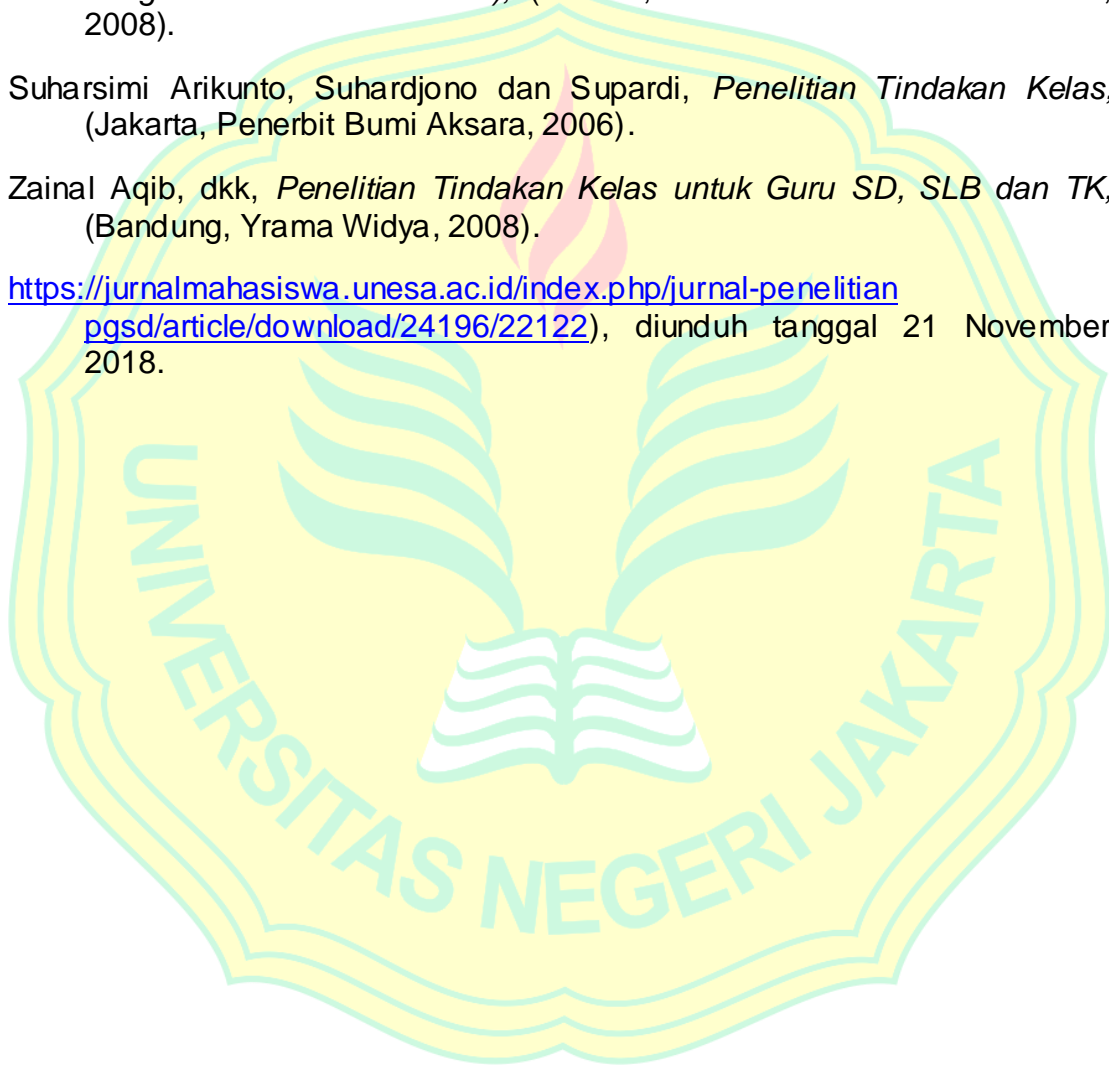 2008).
Suharsimi Arikunto, Suhardjono dan Supardi, Penelitian Tindakan Kelas,
(Jakarta, Penerbit Bumi Aksara, 2006).
Zainal Aqib, dkk, Penelitian Tindakan Kelas untuk Guru SD, SLB dan TK,
(Bandung, Yrama Widya, 2008).
https://jurnalmahasiswa.unesa.ac.id/index.php/jurnal-penelitian
pgsd/article/download/24196/22122), diunduh tanggal 21 November
2018.
UNIVERSITAS NEGERI JAKARTA